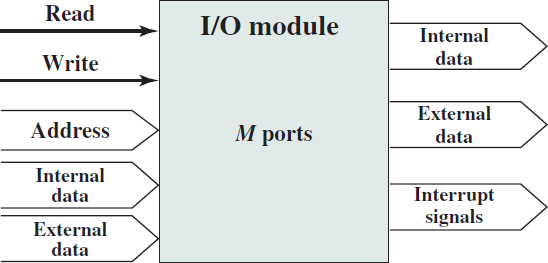 Read
Write
Address
Internal
data
External
data
I/O module
M ports
Internal
data
External
data
Interrupt
signals